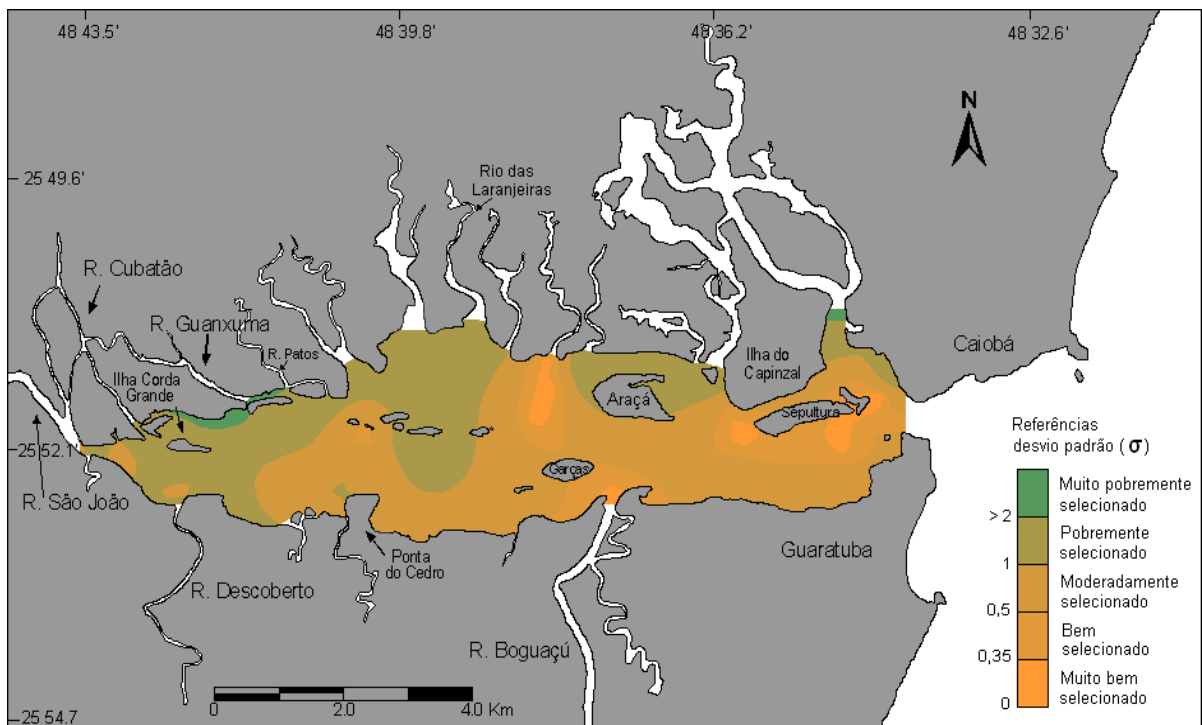 48 43.5'
48 39.8'
48 36.2'
48 32.6'
N
25 49.6'
Rio das
Laranjeiras
R. Cubatão
R. Guanxuma
R. Patos
Ilha Corda
Grande
Caiobá
Ilha do
Capinzal
Araçá
Sepultura
25 52.1'
Garças
R. São João
Referências
desvio padrão (σ)
Muito pobremente
selecionado
> 2
Pobremente
selecionado
1
Moderadamente
selecionado
0,5
Bem
selecionado
0,35
Muito bem
selecionado
0
Guaratuba
Ponta
do Cedro
R. Descoberto
R. Boguaçú
0
2.0
4.0 Km
25 54.7